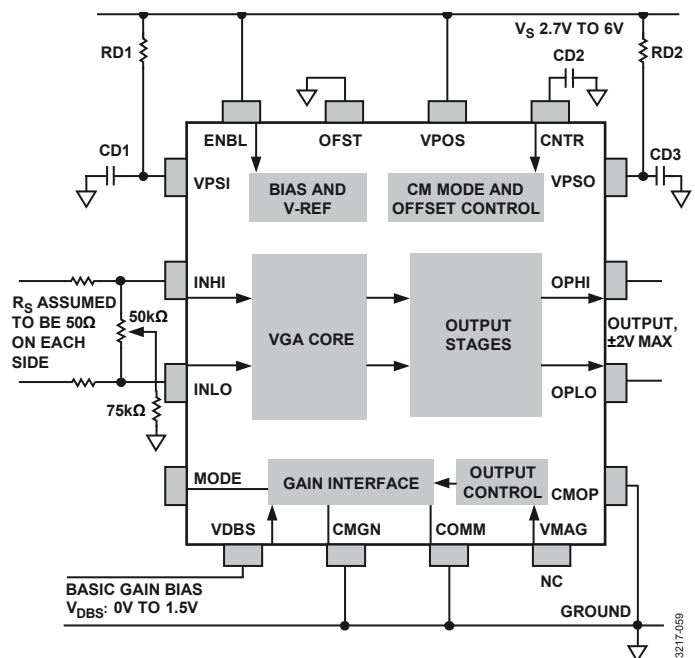 V_S 2.7V TO 6V
RD1
RD2
CD2
ENBL
OFST
VPOS
CNTR
CD1
CD3
VPSI
VPSO
BIAS AND
V-REF
CM MODE AND
OFFSET CONTROL
INHI
OPHI
R_S ASSUMED
TO BE 50Ω
ON EACH
SIDE
50kΩ
VGA CORE
OUTPUT
STAGES
OUTPUT,
±2V MAX
INLO
OPLO
75kΩ
MODE
GAIN INTERFACE
OUTPUT
CONTROL
CMOP
VDBS
CMGN
COMM
VMAG
NC
BASIC GAIN BIAS
V_DBS: 0V TO 1.5V
GROUND
3217-059